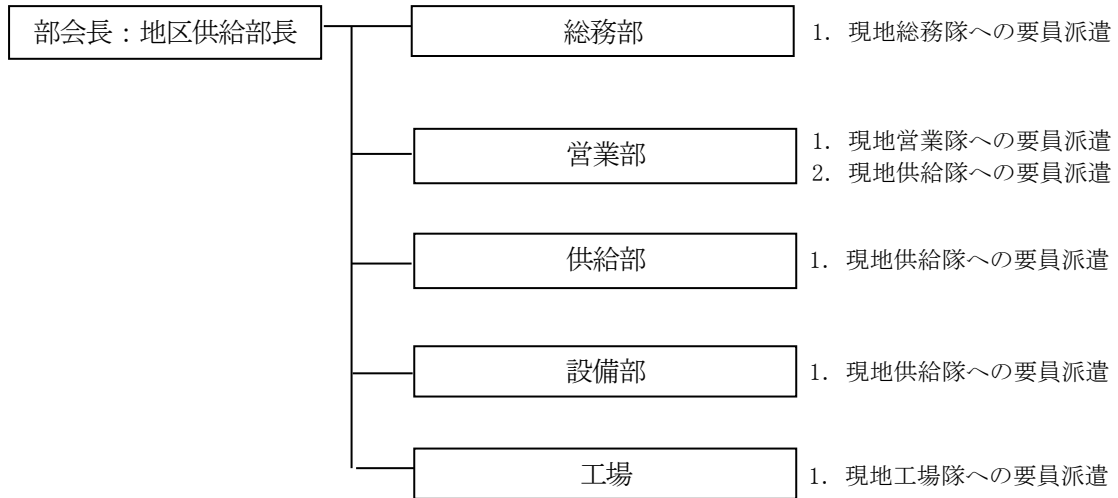 部会長：地区供給部長
総務部
1. 現地総務隊への要員派遣
営業部
1. 現地営業隊への要員派遣
2. 現地供給隊への要員派遣
供給部
1. 現地供給隊への要員派遣
設備部
1. 現地供給隊への要員派遣
工場
1. 現地工場隊への要員派遣